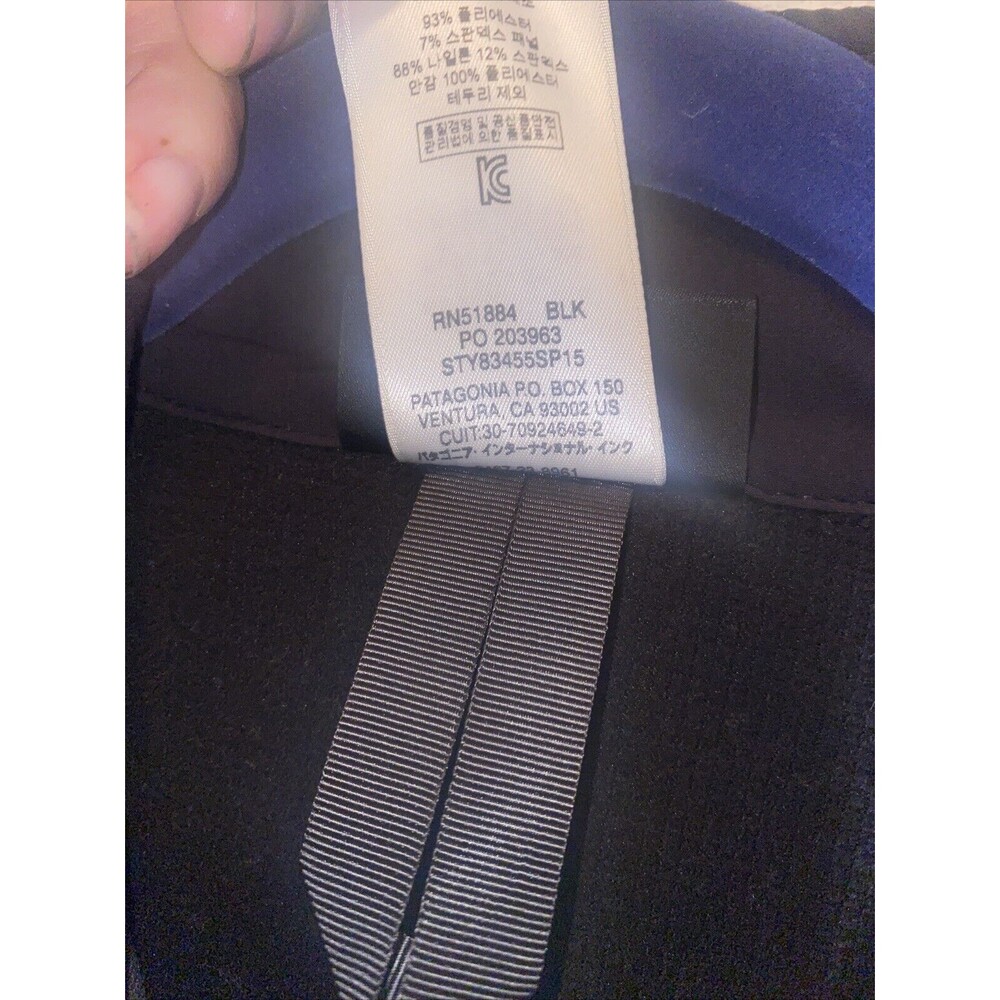 93% 폴리에스터
7% 스판덱스 패널
88% 나일론 12% 스판덱스
안감 100% 폴리에스터
테두리 제외
품질경영 및 공산품안전
관리법에 의한 품질표시
RN51884 BLK
PO 203963
STY83455SP15
PATAGONIA P.O. BOX 150
VENTURA, CA 93002 US
CUIT:30-70924649-2
パタゴニア・インターナショナル・インク